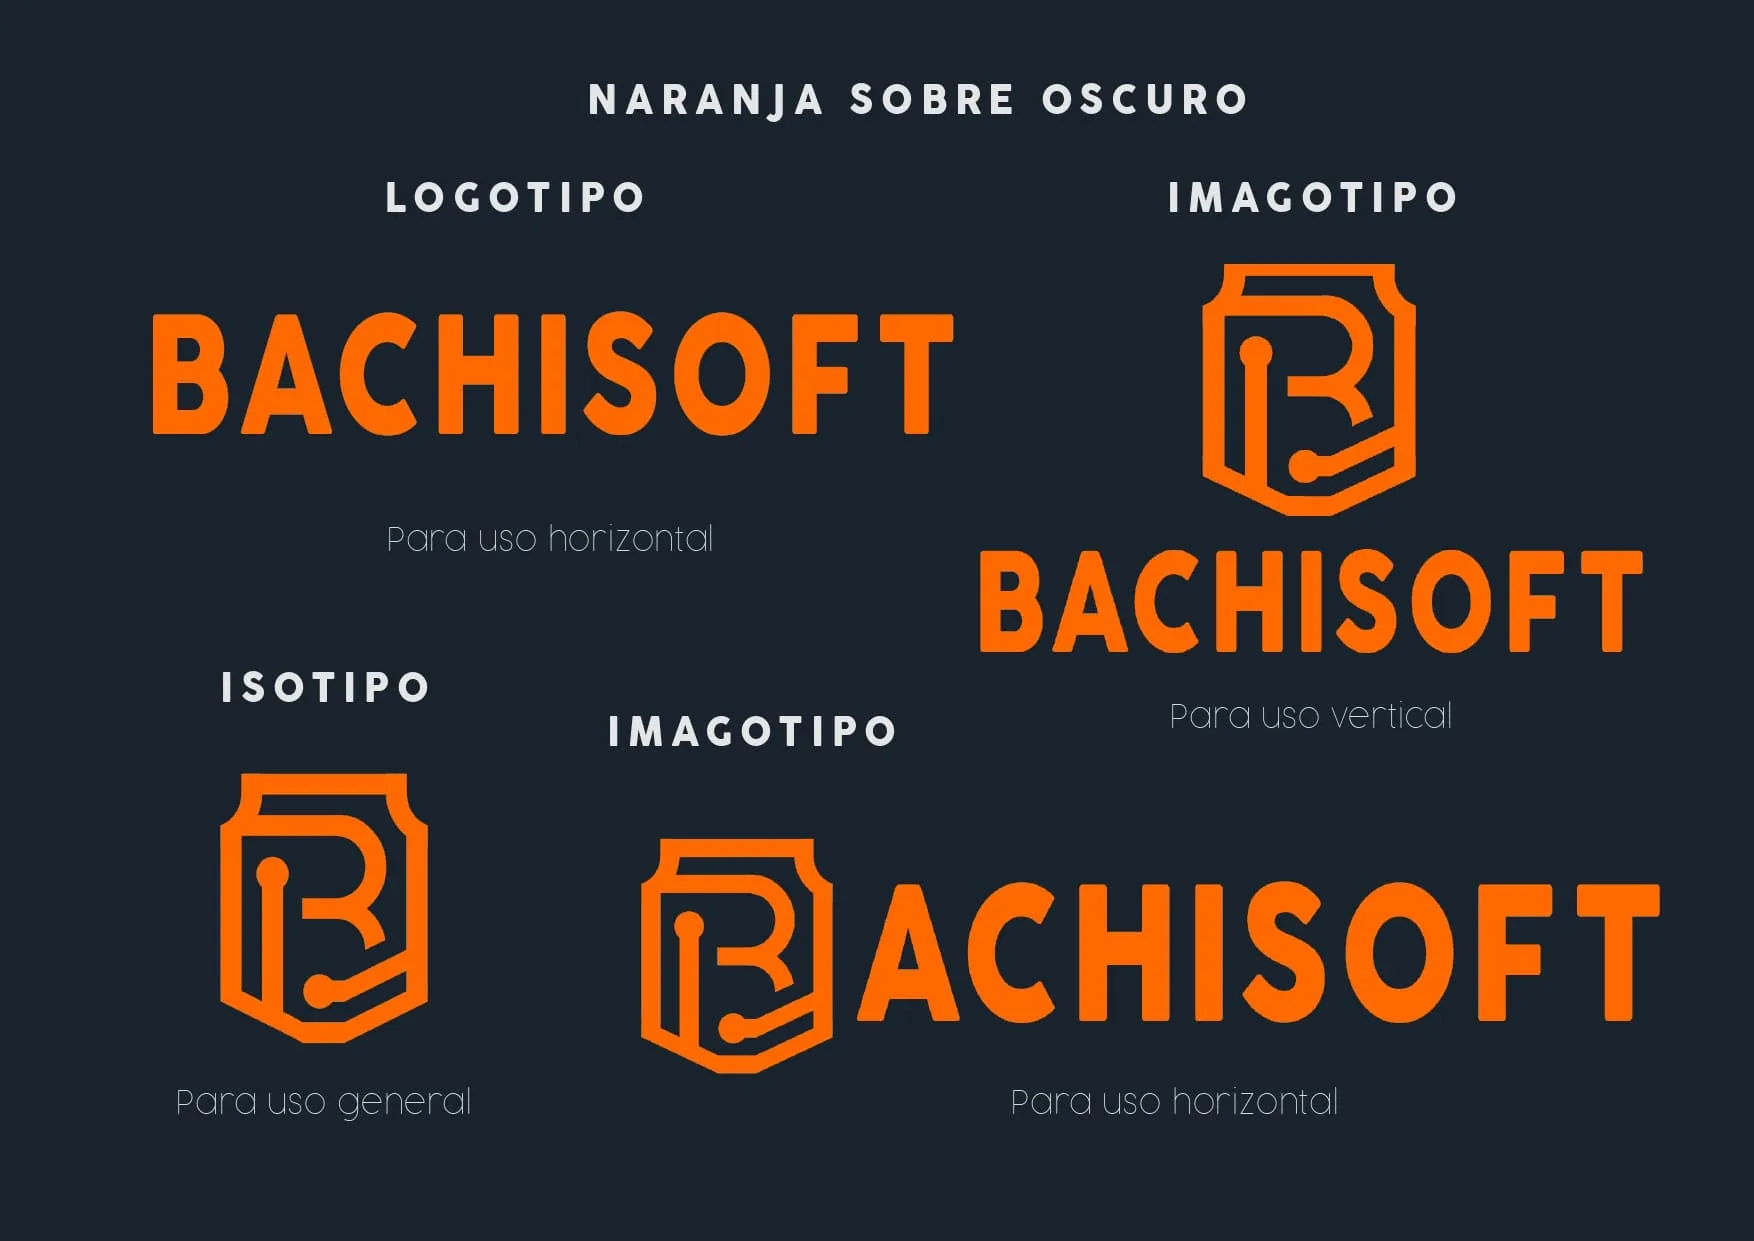 NARANJA SOBRE OSCURO
LOGOTIPO
BACHISOFT
Para uso horizontal
IMAGOTIPO
BACHISOFT
Para uso vertical
ISOTIPO
B
Para uso general
IMAGOTIPO
BACHISOFT
Para uso horizontal